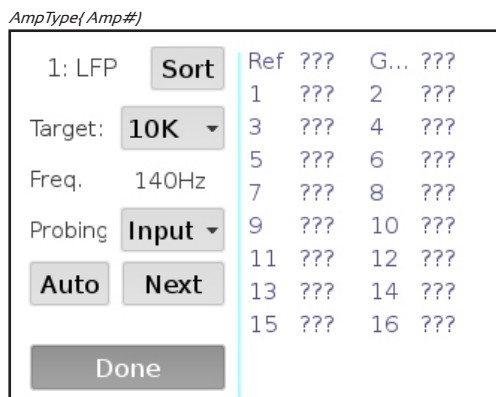 AmpType{Amp#)
1: LFP Sort
Target: 10K
Freq. 140Hz
Probing Input
Auto Next
Done
Ref ??? G... ???
1 ??? 2 ???
3 ??? 4 ???
5 ??? 6 ???
7 ??? 8 ???
9 ??? 10 ???
11 ??? 12 ???
13 ??? 14 ???
15 ??? 16 ???